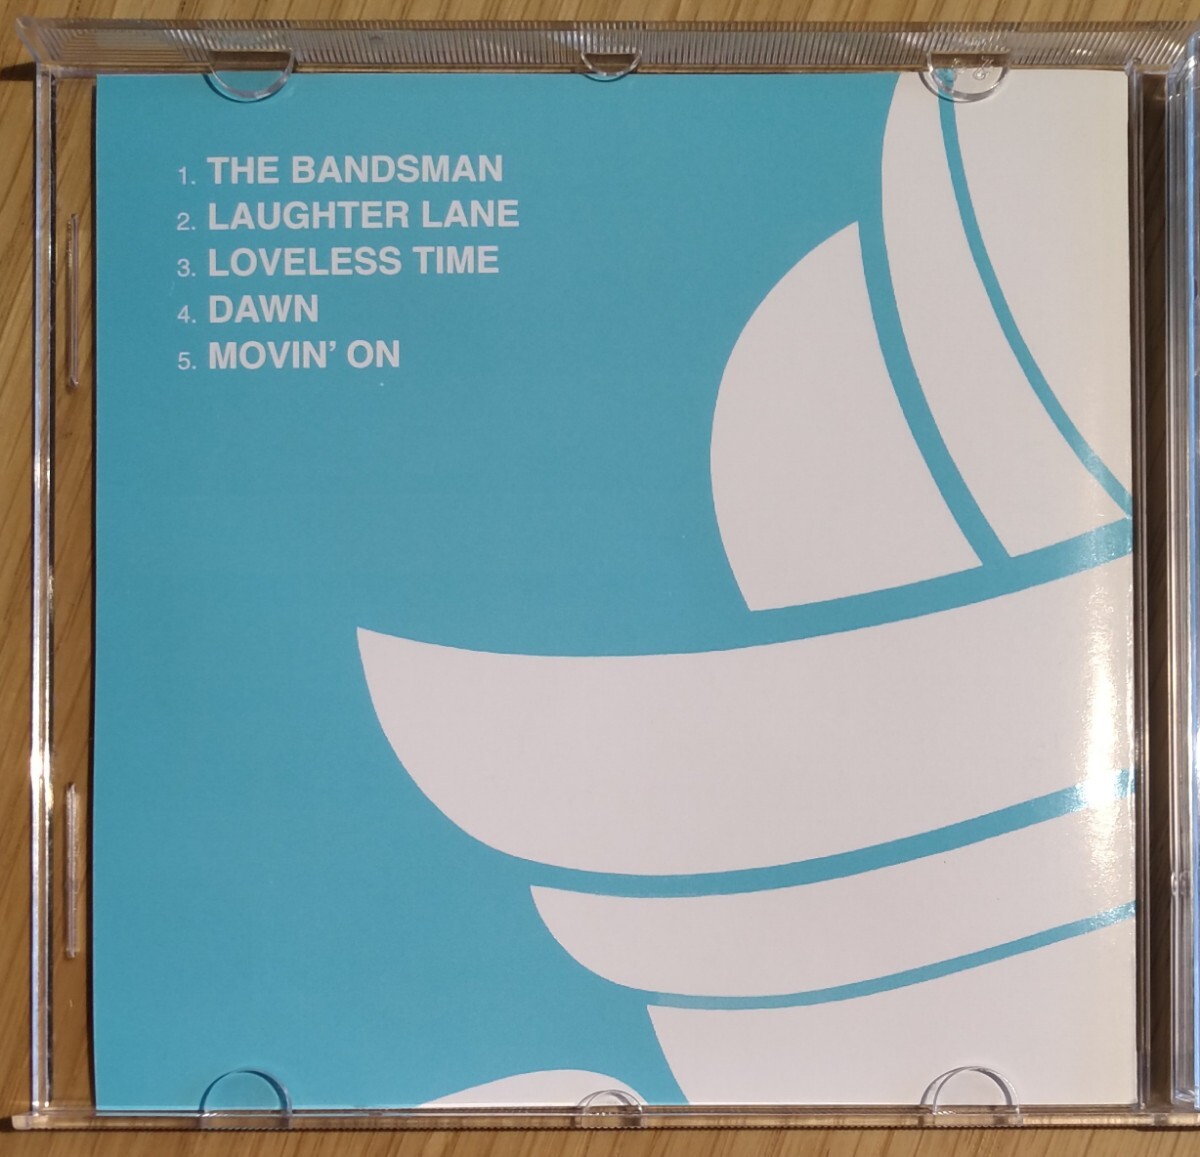 1. THE BANDSMAN
2. LAUGHTER LANE
3. LOVELESS TIME
4. DAWN
5. MOVIN’ ON